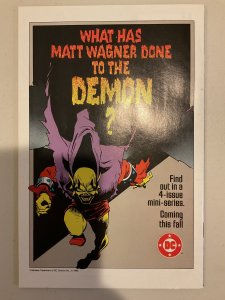 WHAT HAS
MATT WAGNER DONE
TO THE
DEMON
?
Find
out in a
4-issue
mini-series.
Coming
this fall
DC